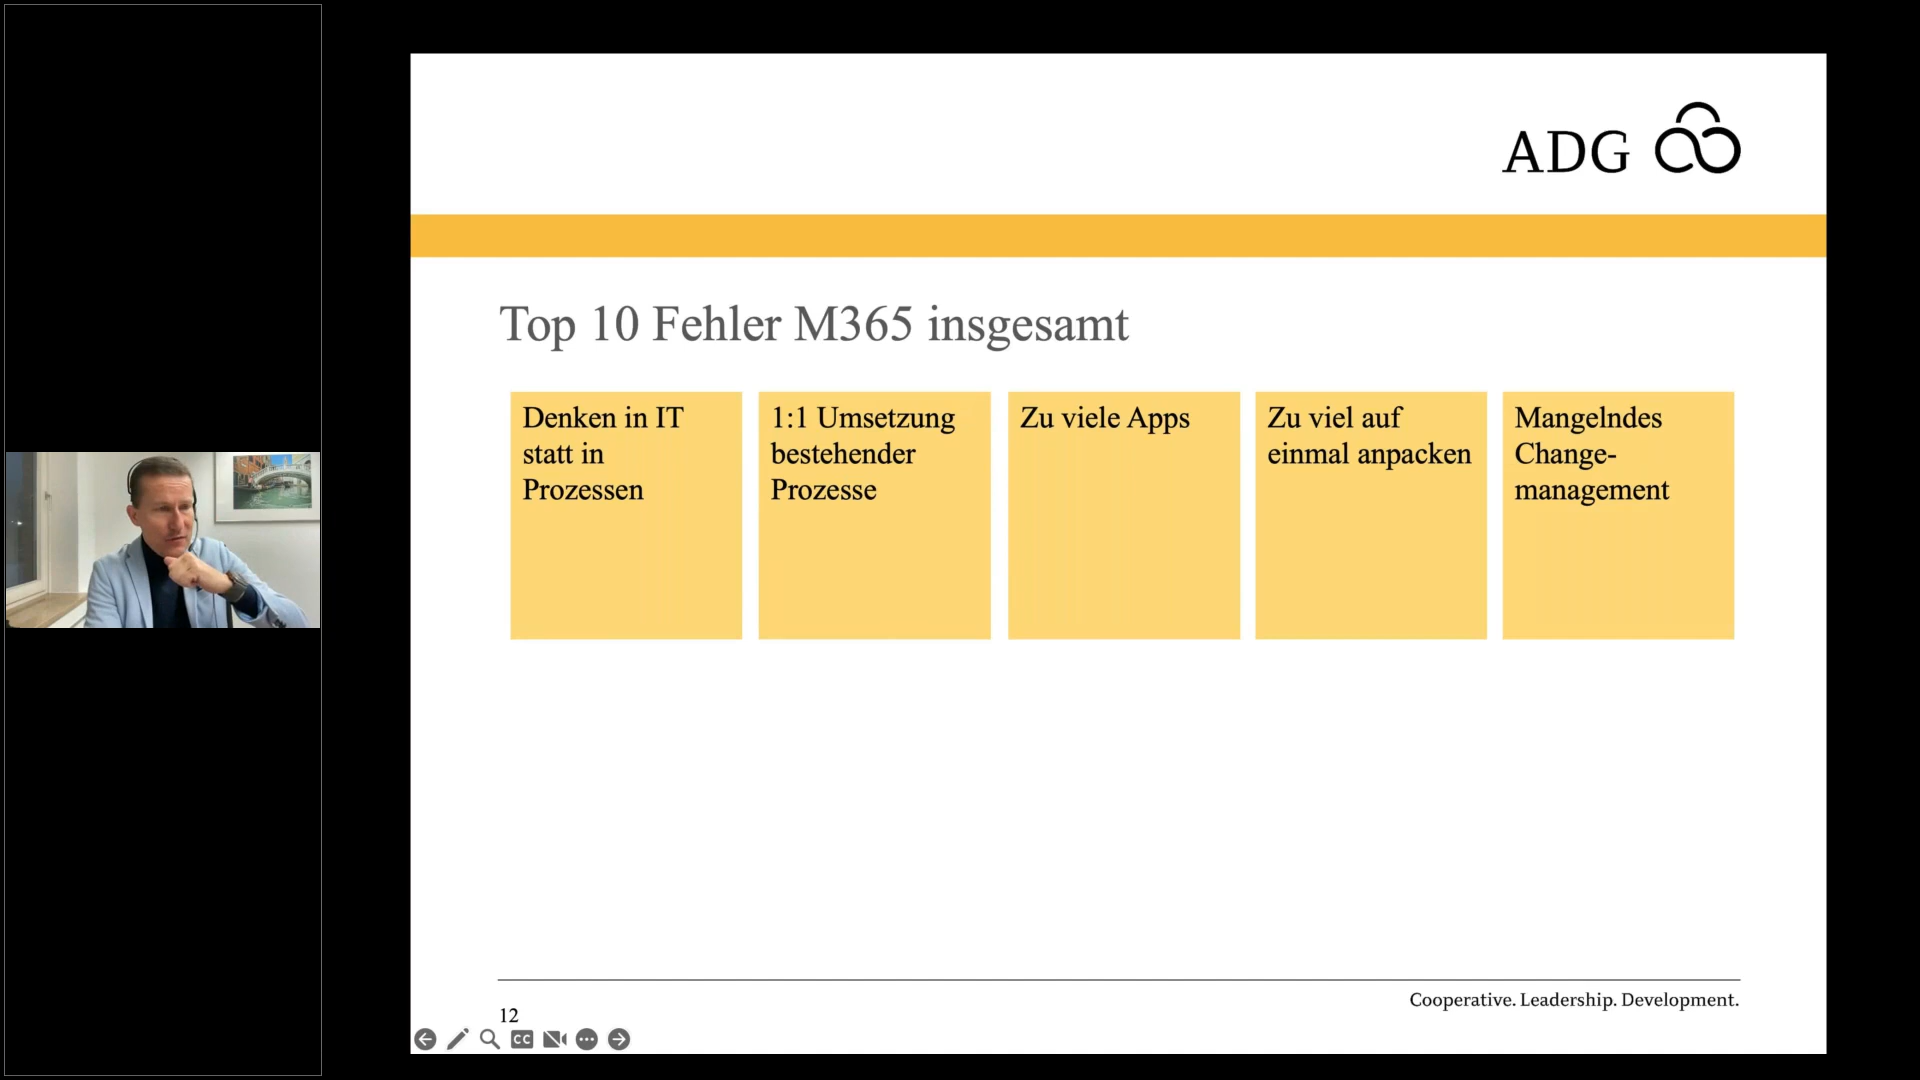 ADG
Top 10 Fehler M365 insgesamt
Denken in IT
statt in
Prozessen
1:1 Umsetzung
bestehender
Prozesse
Zu viele Apps
Zu viel auf
einmal anpacken
Mangelndes
Change-
management
Cooperative. Leadership. Development.
12
CC